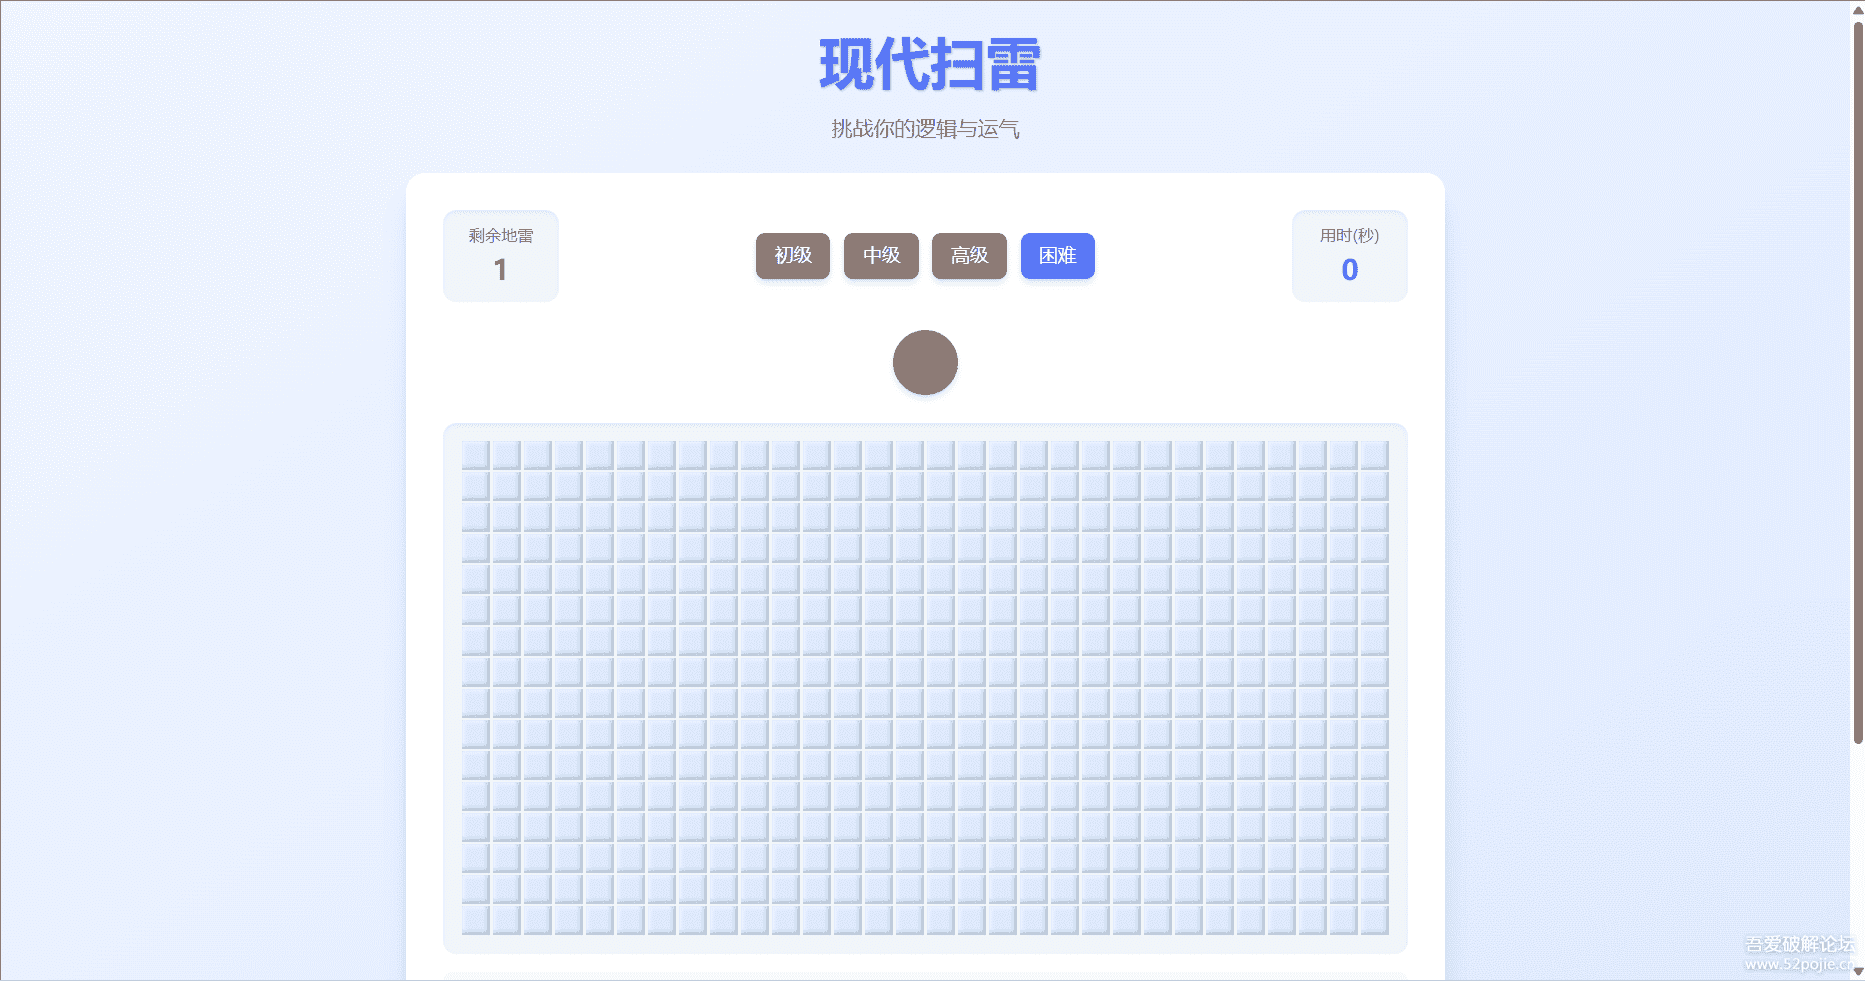 现代扫雷
挑战你的逻辑与运气
剩余地雷
1
初级
中级
高级
困难
用时(秒)
0
吾爱破解论坛
www.52pojie.cn